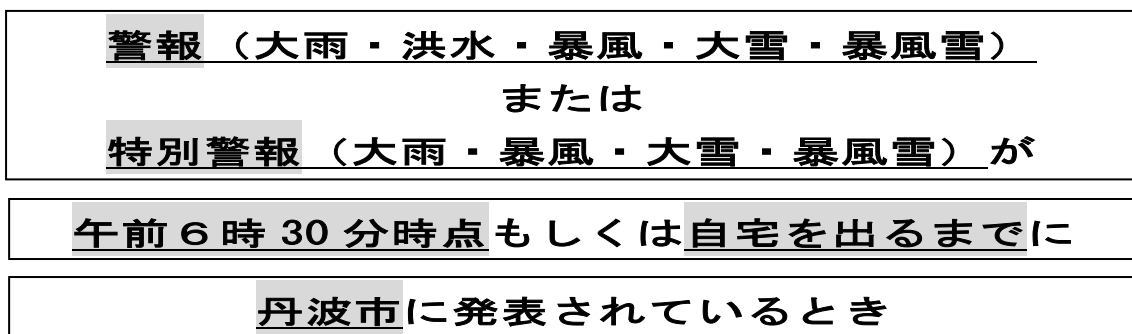 警報（大雨・洪水・暴風・大雪・暴風雪）
または
特別警報（大雨・暴風・大雪・暴風雪）が
午前６時 30 分時点もしくは自宅を出るまでに
丹波市に発表されているとき